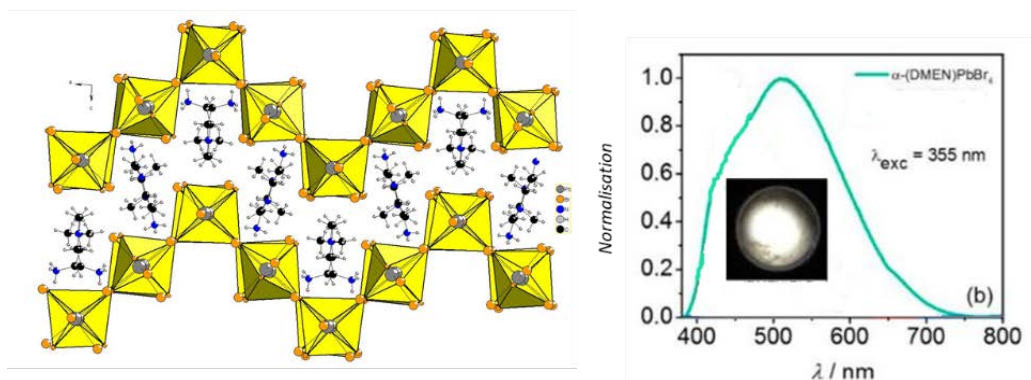 Normalisation
1.0
0.8
0.6
0.4
0.2
0.0
α-(DMEN)PbBr₄
λexc = 355 nm
(b)
400 500 600 700 800
λ / nm